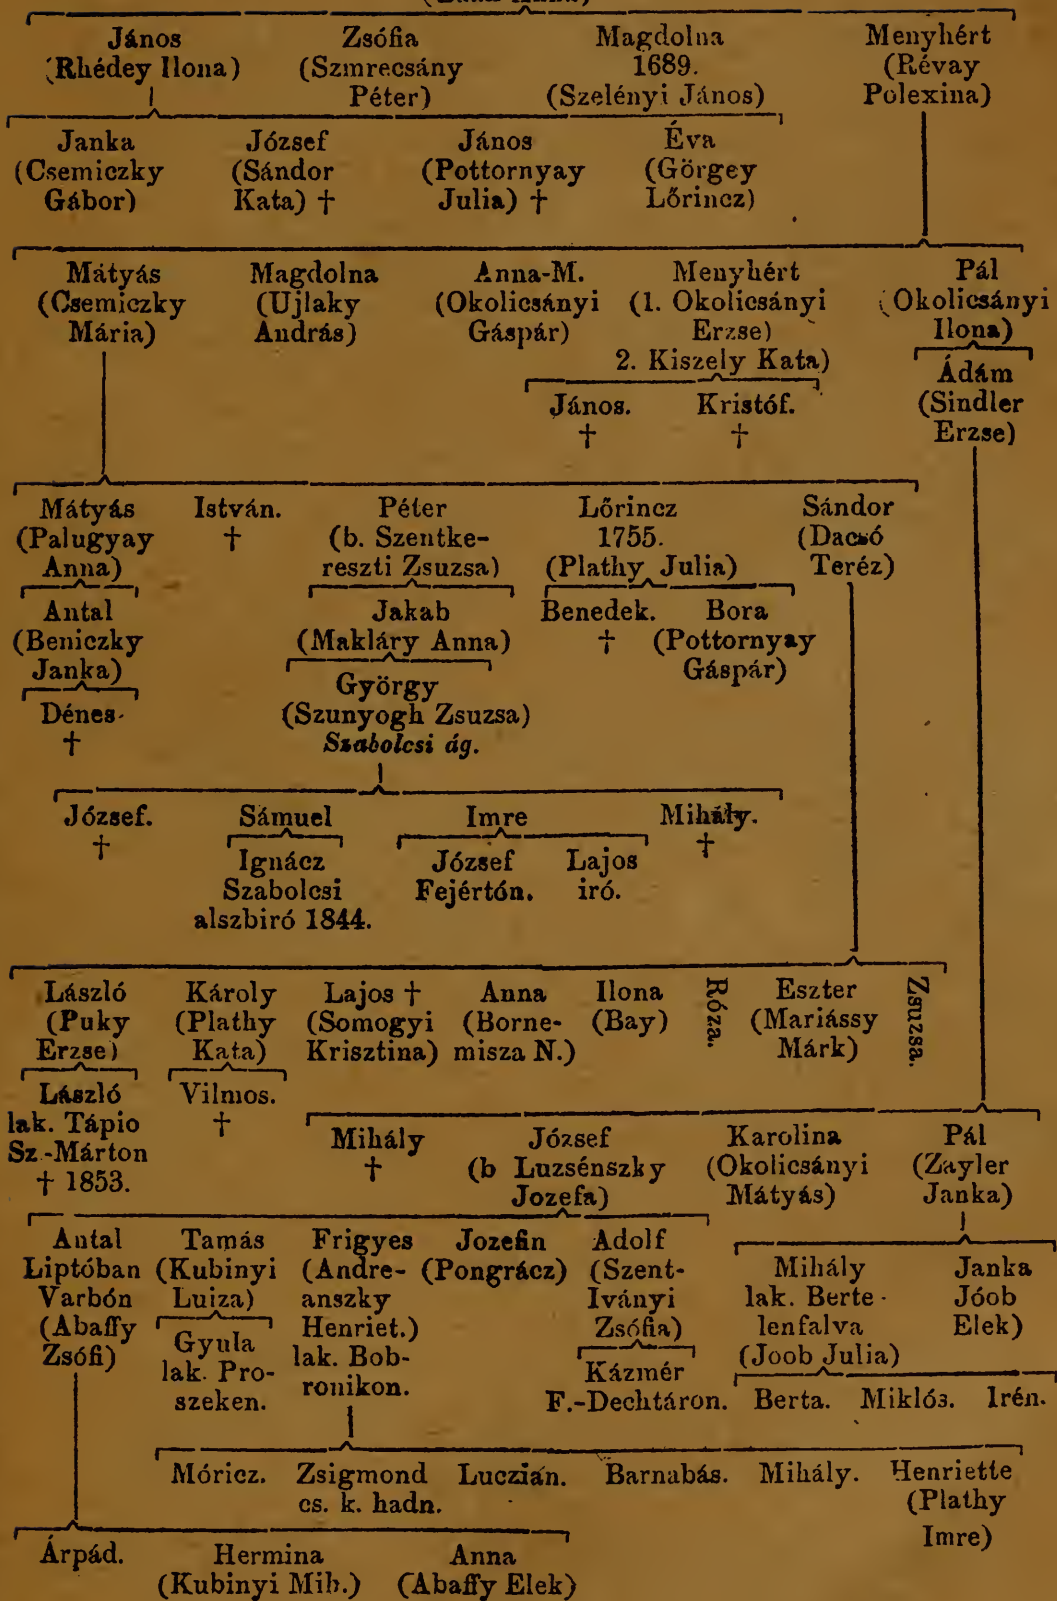 János Zsófia Magdolna Menyhért
(Rhédey Ilona) (Szmrecsány 1689. (Révay
Péter) (Szelényi János) Polexina)
Janka József János Éva
(Csemiczky (Sándor (Pottornyay (Görgey
Gábor) Kata) † Julia) † Lőrincz)
Mátyás Magdolna Anna-M. Menyhért Pál
(Csemiczky (Ujlaky (Okolicsányi (1. Okolicsányi (Okolicsányi
Mária) András) Gáspár) Erzse) Ilona)
2. Kiszely Kata)
Ádám
János. Kristóf. (Sindler
† † Erzse)
Mátyás István. Péter Lőrincz Sándor
(Palugyay † (b. Szentke- 1755. (Dacsó
Anna) reszti Zsuzsa) (Plathy Julia) Teréz)
Antal Jakab Benedek. Bora
(Beniczky (Makláry Anna) † (Pottornyay
Janka) Gáspár)
György
Dénes. (Szunyogh Zsuzsa)
† Szabolcsi ág.
József. Sámuel Imre Mihály.
† †
Ignácz József Lajos
Szabolcsi Fejértón. iró.
alszbiró 1844.
László Károly Lajos † Anna Ilona Róza. Eszter Zsuzsa.
(Puky (Plathy (Somogyi (Borne- (Bay) (Mariássy
Erzse) Kata) Krisztina) misza N.) Márk)
László Vilmos.
lak. Tápio †
Sz.-Márton
† 1853.
Mihály József Karolina Pál
† (b Luzsénszky (Okolicsányi (Zayler
Jozefa) Mátyás) Janka)
Antal Tamás Frigyes Jozefin Adolf
Liptóban (Kubinyi (Andre- (Pongrácz) (Szent-
Varbón Luiza) anszky Iványi
(Abaffy Henriet.) Zsófia)
Zsófi) Gyula lak. Bob-
lak. Pro- ronikon. Kázmér
szeken. F.-Dechtáron.
Mihály Janka
lak. Berte- Jóob
lenfalva Elek)
(Joob Julia)
Berta. Miklós. Irén.
Móricz. Zsigmond Luczián. Barnabás. Mihály. Henriette
cs. k. hadn. (Plathy
Imre)
Árpád. Hermina Anna
(Kubinyi Mih.) (Abaffy Elek)